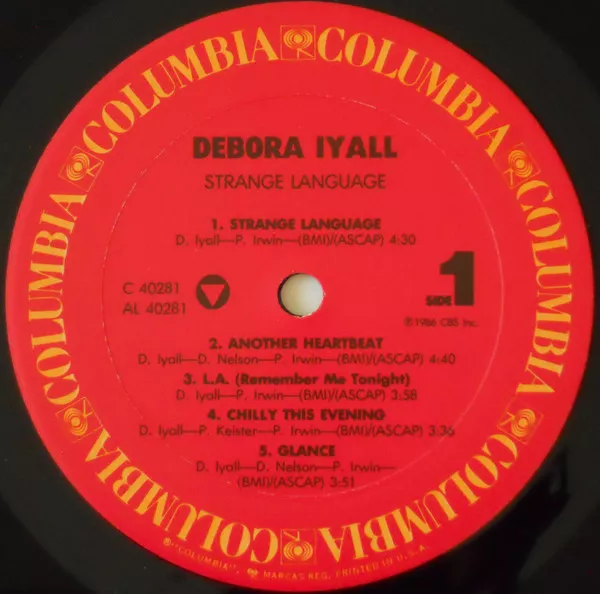 COLUMBIA COLUMBIA COLUMBIA COLUMBIA COLUMBIA COLUMBIA
DEBORA IYALL
STRANGE LANGUAGE
1. STRANGE LANGUAGE
D. Iyall—P. Irwin—(BMI)/(ASCAP) 4:30
C 40281
AL 40281
SIDE 1
℗1986 CBS Inc.
2. ANOTHER HEARTBEAT
D. Iyall—D. Nelson—P. Irwin—(BMI)/(ASCAP) 4:40
3. L.A. (Remember Me Tonight)
D. Iyall—P. Irwin—(BMI)/(ASCAP) 3:58
4. CHILLY THIS EVENING
D. Iyall—P. Keister—P. Irwin—(BMI)/(ASCAP) 3:36
5. GLANCE
D. Iyall—D. Nelson—P. Irwin—
(BMI)/(ASCAP) 3:51
"COLUMBIA", MARCAS REG. PRINTED IN U.S.A.